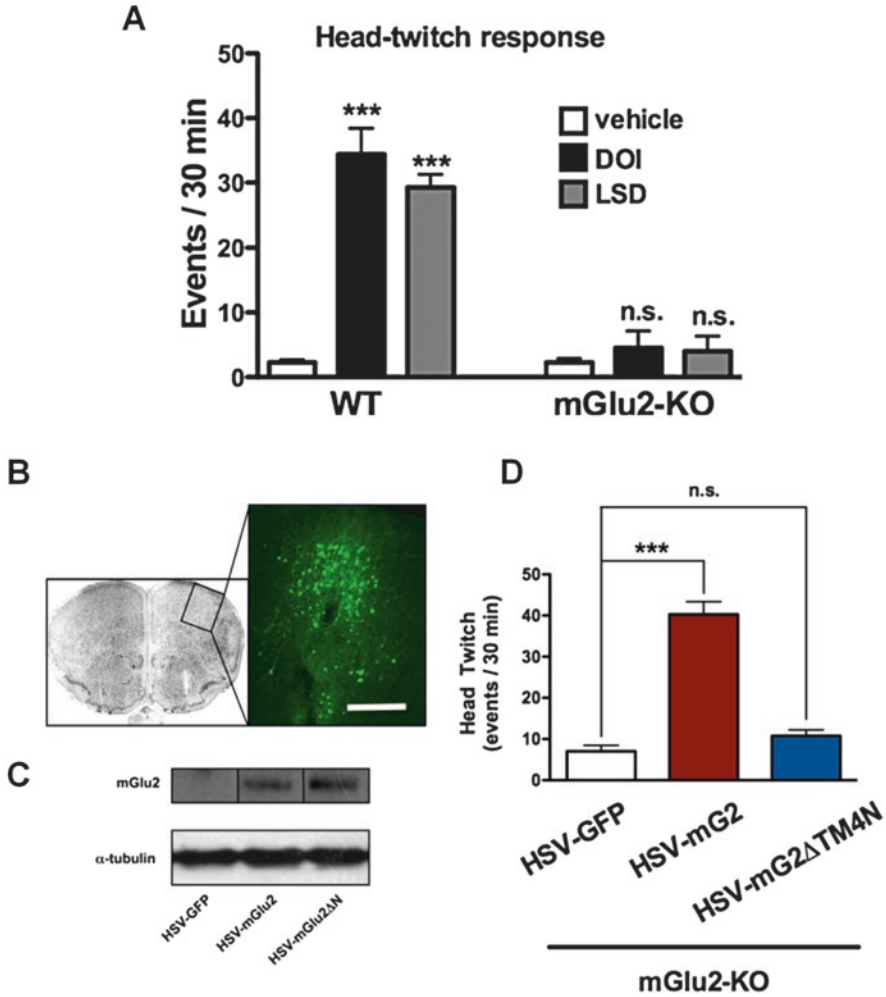 A
Head-twitch response
Events / 30 min
50
40
30
20
10
0
***
***
n.s.
n.s.
vehicle
DOI
LSD
WT
mGlu2-KO
B
C
mGlu2
α-tubulin
HSV-GFP
HSV-mGlu2
HSV-mGlu2ΔN
D
n.s.
***
Head Twitch
(events / 30 min)
50
40
30
20
10
0
HSV-GFP
HSV-mG2
HSV-mG2ΔTM4N
mGlu2-KO